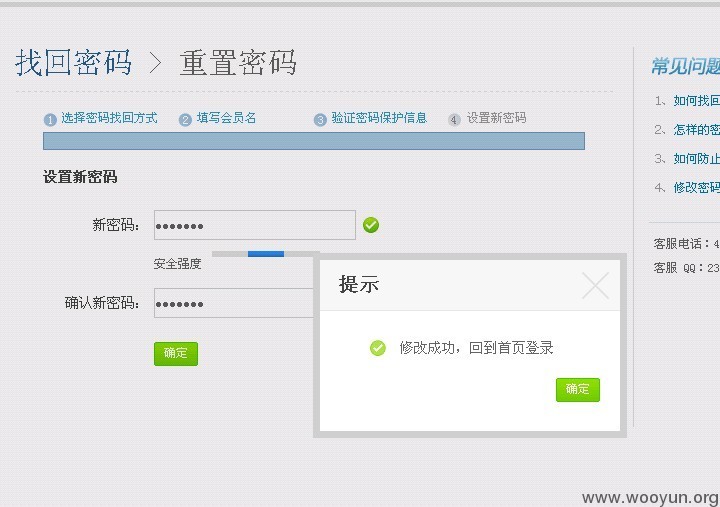 找回密码 > 重置密码
1 选择密码找回方式 2 填写会员名 3 验证密码保护信息 4 设置新密码
设置新密码
新密码： •••••••
安全强度
确认新密码： •••••••
确定
提示
修改成功，回到首页登录
确定
常见问题
1、如何找回
2、怎样的密
3、如何防止
4、修改密码
客服电话：4
客服 QQ：23
www.wooyun.org